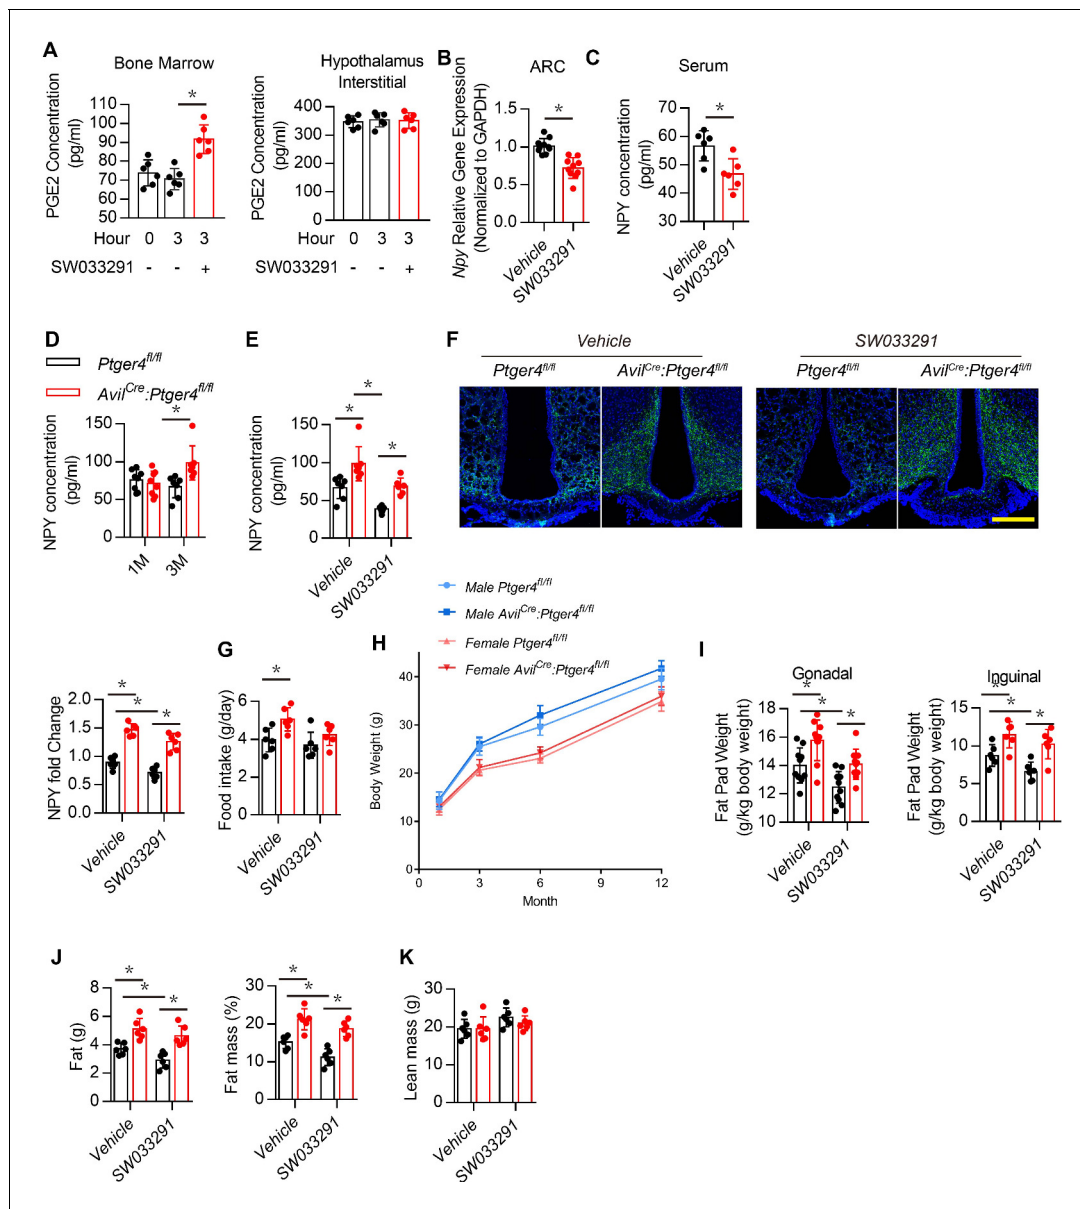 A
Bone Marrow
PGE2 Concentration
(pg/ml)
110
100
90
80
70
60
50
*
Hour 0 3 3
SW033291 - - +
Hypothalamus
Interstitial
PGE2 Concentration
(pg/ml)
400
300
200
100
0
Hour 0 3 3
SW033291 - - +
B
ARC
Npy Relative Gene Expression
(Normalized to GAPDH)
1.5
1.0
0.5
0.0
*
Vehicle
SW033291
C
Serum
NPY concentration
(pg/ml)
70
60
50
40
30
*
Vehicle
SW033291
D
Ptger4fl/fl
AvilCre:Ptger4fl/fl
NPY concentration
(pg/ml)
150
100
50
0
*
1M
3M
E
NPY concentration
(pg/ml)
150
100
50
0
*
*
*
Vehicle
SW033291
F
Vehicle
SW033291
Ptger4fl/fl
AvilCre:Ptger4fl/fl
Ptger4fl/fl
AvilCre:Ptger4fl/fl
NPY fold Change
2.0
1.5
1.0
0.5
0.0
*
*
*
Vehicle
SW033291
G
Food intake (g/day)
6
4
2
0
*
Vehicle
SW033291
H
Male Ptger4fl/fl
Male AvilCre:Ptger4fl/fl
Female Ptger4fl/fl
Female AvilCre:Ptger4fl/fl
Body Weight (g)
40
30
20
10
0
0 3 6 9 12
Month
I
Gonadal
Fat Pad Weight
(g/kg body weight)
18
16
14
12
*
*
*
Vehicle
SW033291
Inguinal
Fat Pad Weight
(g/kg body weight)
15
10
5
0
*
*
*
Vehicle
SW033291
J
Fat (g)
8
6
4
2
0
*
*
*
Vehicle
SW033291
Fat mass (%)
30
20
10
0
*
*
*
Vehicle
SW033291
K
Lean mass (g)
30
20
10
0
Vehicle
SW033291